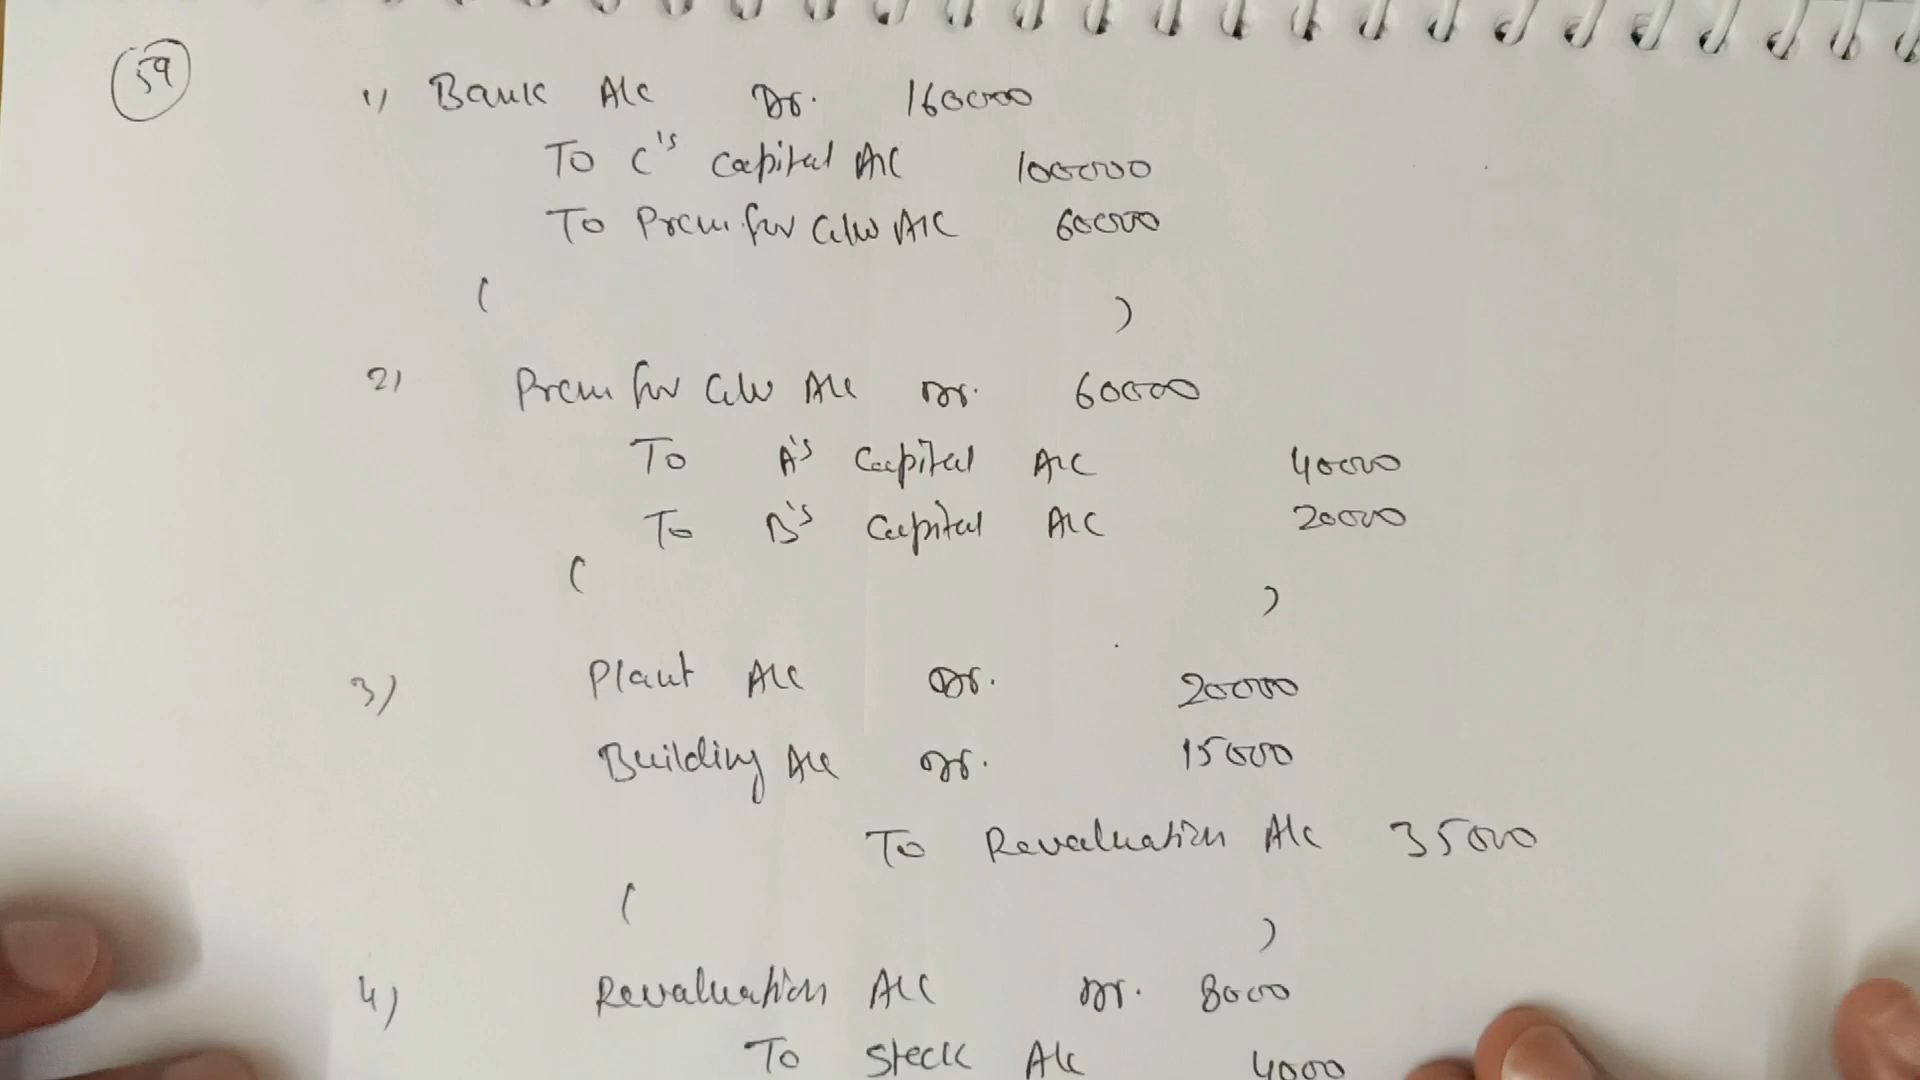 59
1) Bank A/c Dr. 160000
To C's Capital A/c 100000
To Prem for G/w A/c 60000
( )
2) Prem for G/w A/c Dr. 60000
To A's Capital A/c 40000
To B's Capital A/c 20000
( )
3) Plant A/c Dr. 20000
Building A/c Dr. 15000
To Revaluation A/c 35000
( )
4) Revaluation A/c Dr. 8000
To Stock A/c 4000